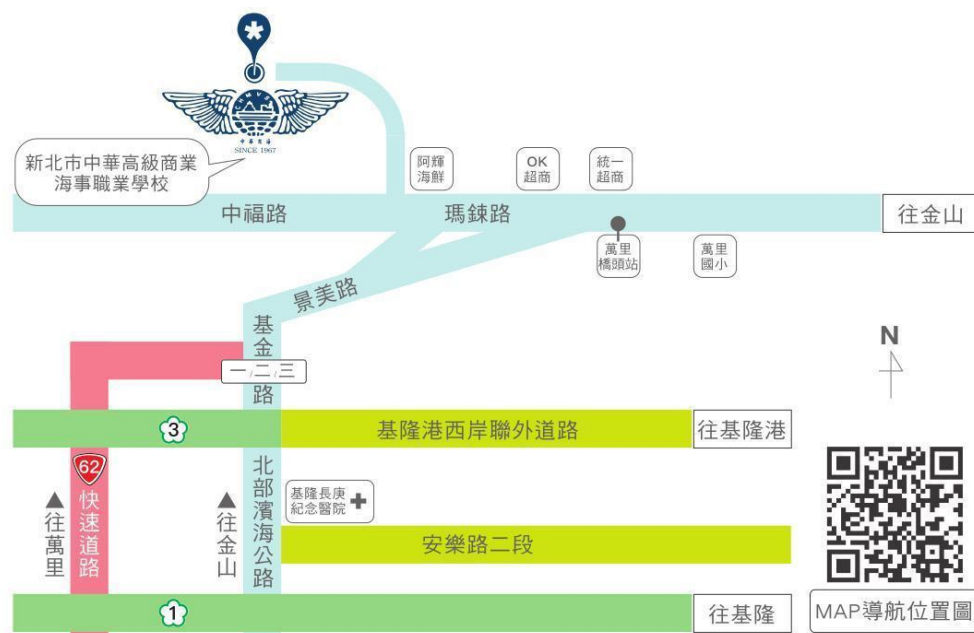 CHMVS
中華商海
SINCE 1967
新北市中華高級商業
海事職業學校
阿輝
海鮮
OK
超商
統一
超商
中福路
瑪鋉路
往金山
萬里
橋頭站
萬里
國小
景美路
基金路
一/二/三
N
3
基隆港西岸聯外道路
往基隆港
62
快速道路
▲往萬里
▲往金山
北部濱海公路
基隆長庚
紀念醫院
安樂路二段
1
往基隆
MAP導航位置圖